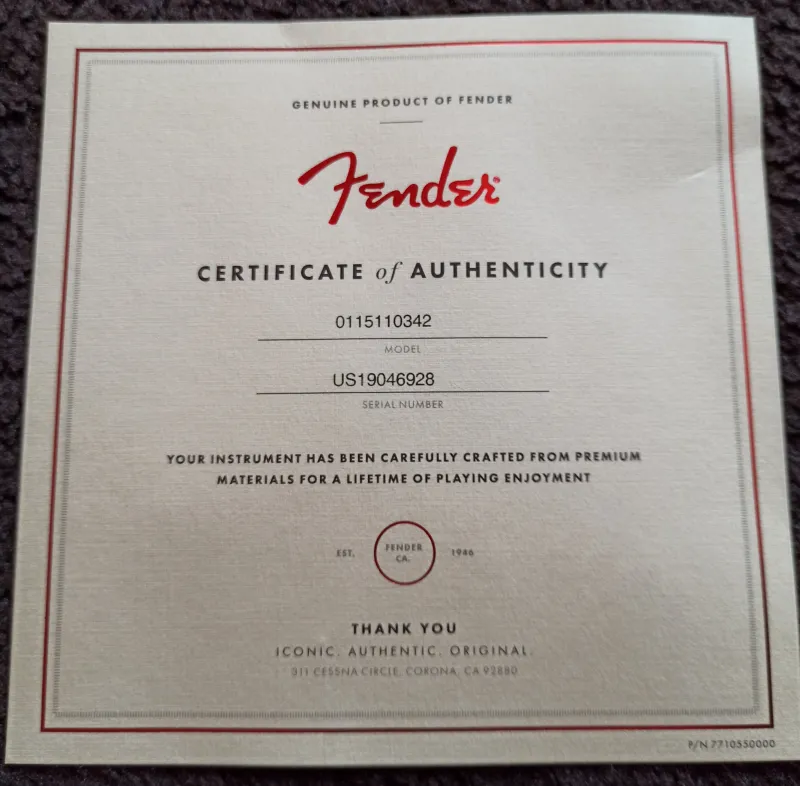 GENUINE PRODUCT OF FENDER
Fender
CERTIFICATE of AUTHENTICITY
0115110342
MODEL
US19046928
SERIAL NUMBER
YOUR INSTRUMENT HAS BEEN CAREFULLY CRAFTED FROM PREMIUM
MATERIALS FOR A LIFETIME OF PLAYING ENJOYMENT
EST. FENDER CA. 1946
THANK YOU
ICONIC. AUTHENTIC. ORIGINAL.
311 CESSNA CIRCLE, CORONA, CA 92880
P/N 7710550000